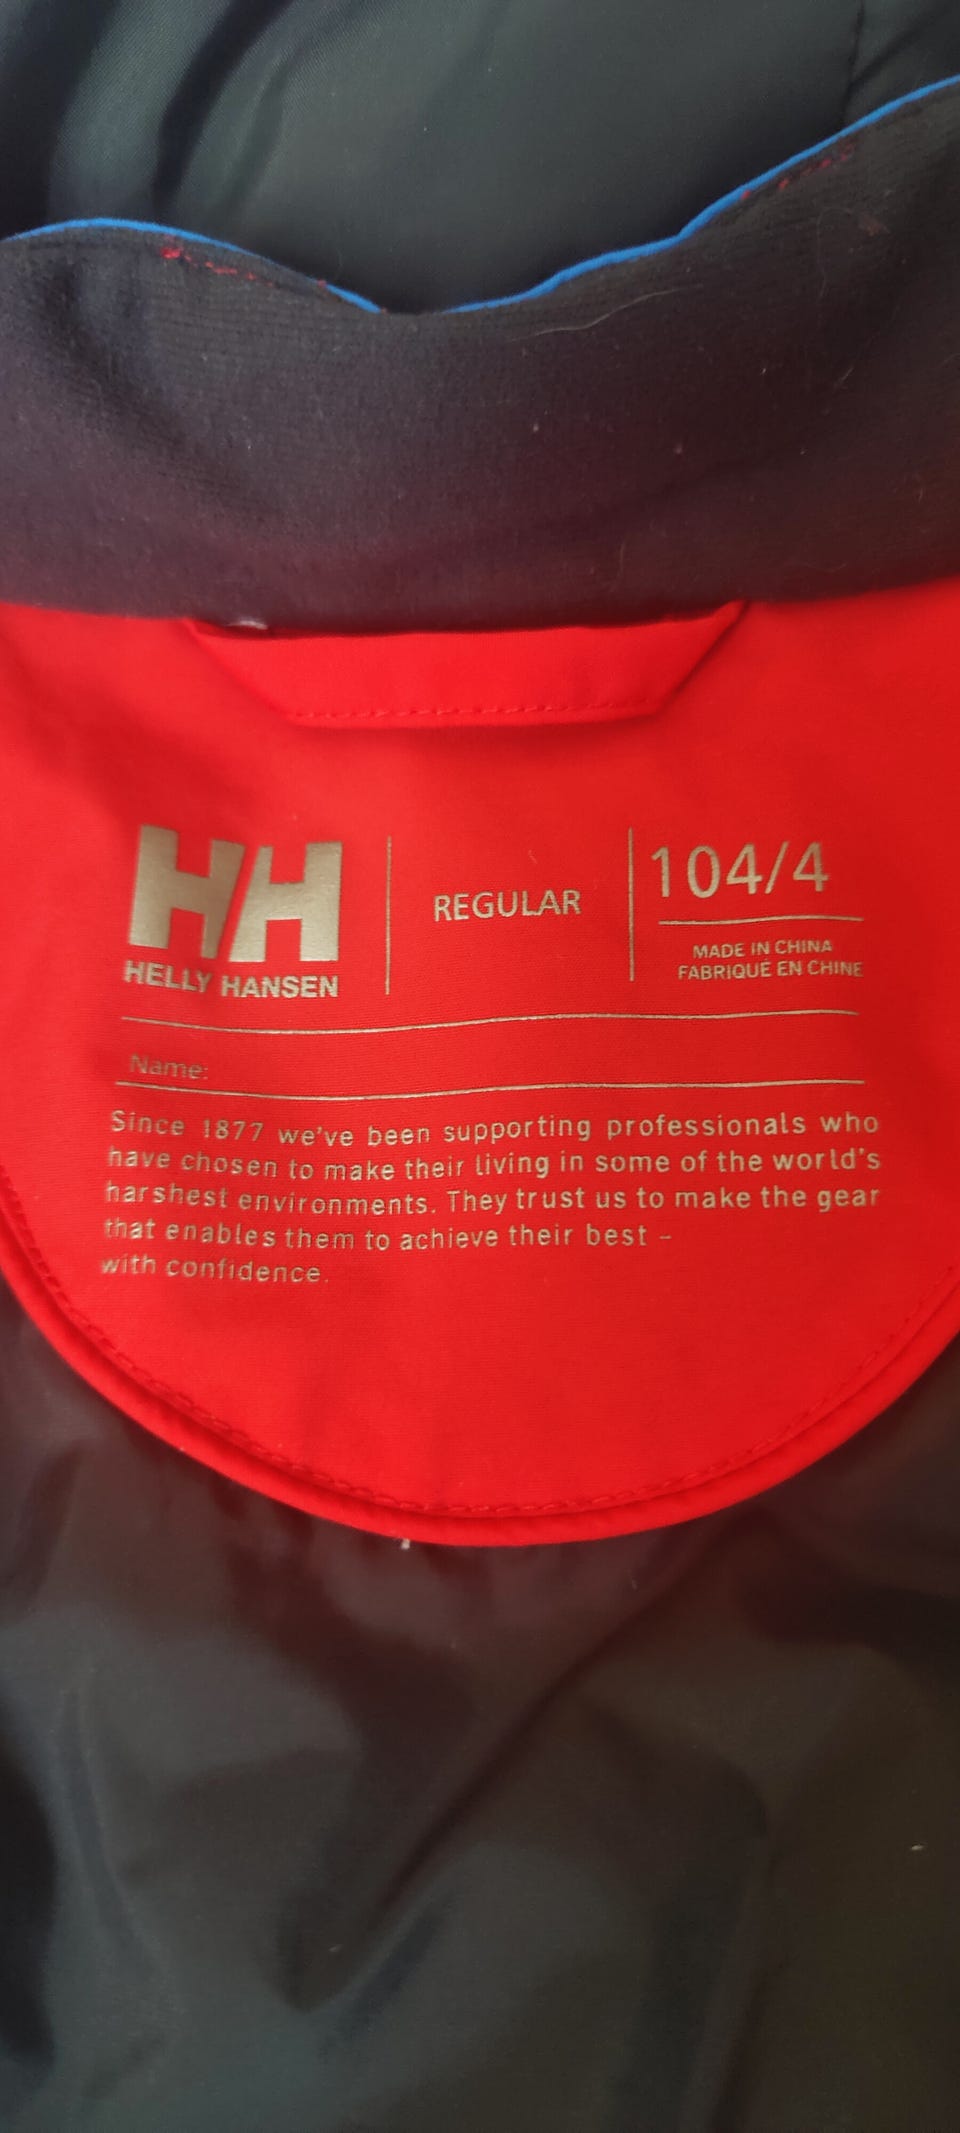 HH
HELLY HANSEN
REGULAR
104/4
MADE IN CHINA
FABRIQUÉ EN CHINE
Name:
Since 1877 we've been supporting professionals who
have chosen to make their living in some of the world's
harshest environments. They trust us to make the gear
that enables them to achieve their best –
with confidence.